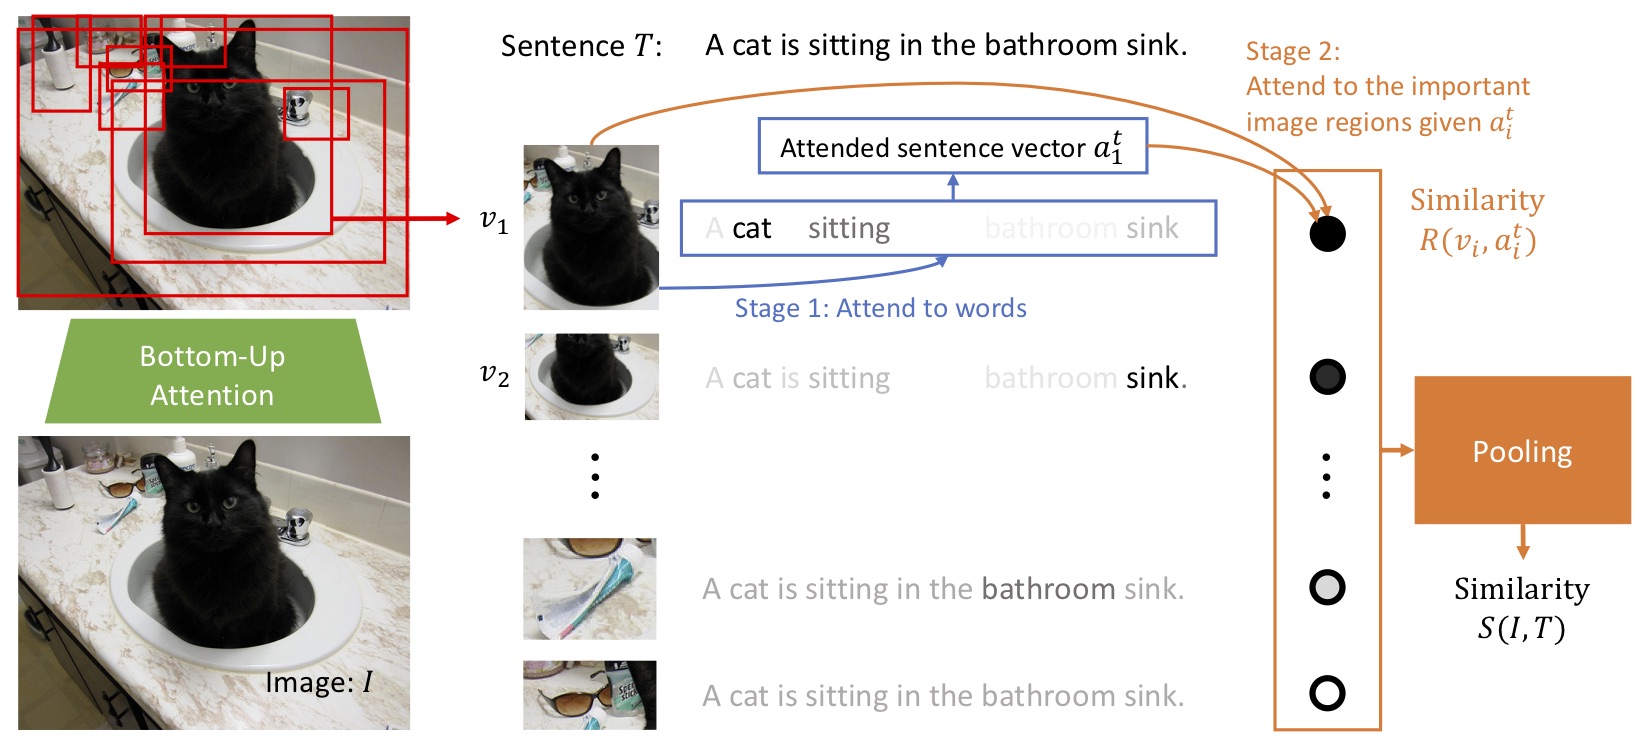 Sentence T:
A cat is sitting in the bathroom sink.
Stage 2:
Attend to the important
image regions given a_i^t
Attended sentence vector a_1^t
v_1
A cat sitting bathroom sink
Similarity
R(v_i, a_i^t)
Stage 1: Attend to words
Bottom-Up
Attention
v_2
A cat is sitting bathroom sink.
Pooling
A cat is sitting in the bathroom sink.
Similarity
S(I, T)
Image: I
A cat is sitting in the bathroom sink.